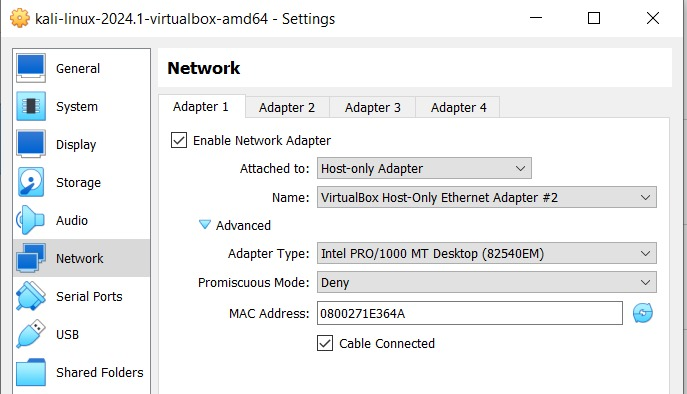 kali-linux-2024.1-virtualbox-amd64 - Settings
General
System
Display
Storage
Audio
Network
Serial Ports
USB
Shared Folders
Network
Adapter 1 Adapter 2 Adapter 3 Adapter 4
Enable Network Adapter
Attached to: Host-only Adapter
Name: VirtualBox Host-Only Ethernet Adapter #2
Advanced
Adapter Type: Intel PRO/1000 MT Desktop (82540EM)
Promiscuous Mode: Deny
MAC Address: 0800271E364A
Cable Connected